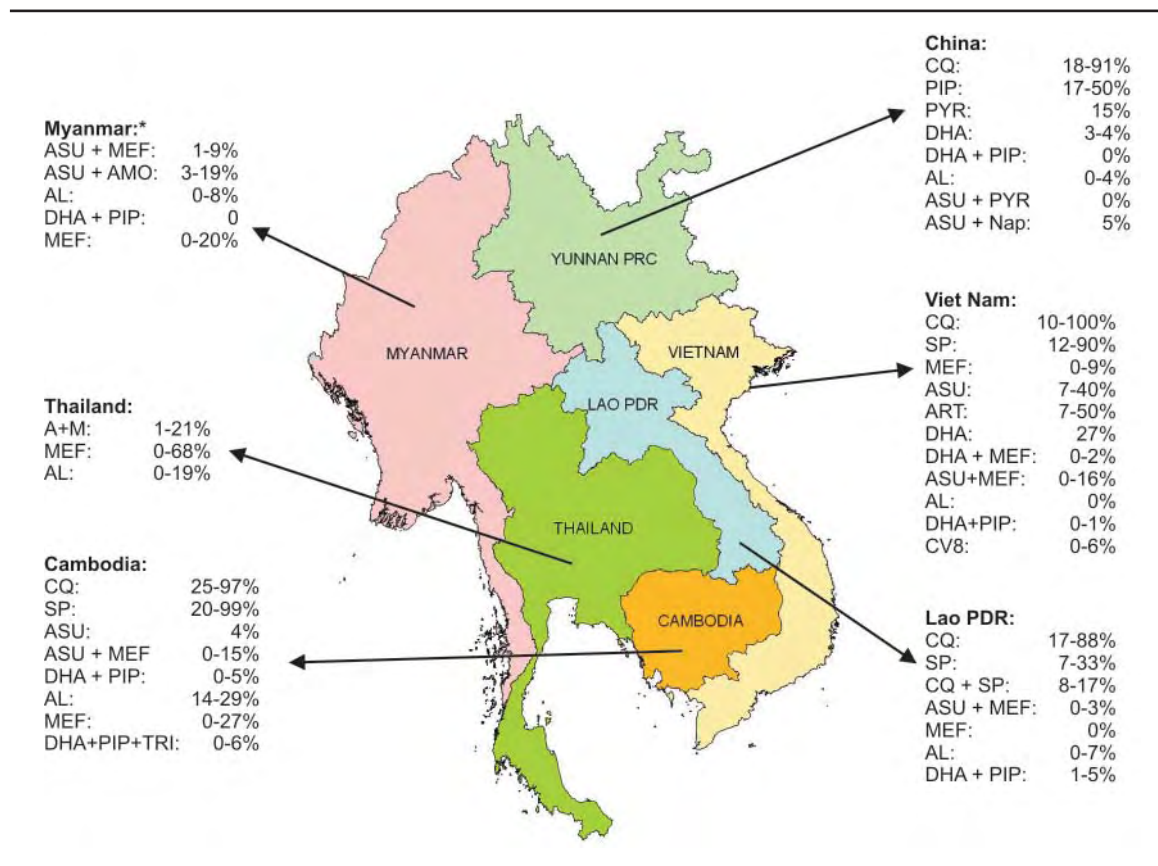 Myanmar:*
ASU + MEF: 1-9%
ASU + AMO: 3-19%
AL: 0-8%
DHA + PIP: 0
MEF: 0-20%
Thailand:
A+M: 1-21%
MEF: 0-68%
AL: 0-19%
Cambodia:
CQ: 25-97%
SP: 20-99%
ASU: 4%
ASU + MEF 0-15%
DHA + PIP: 0-5%
AL: 14-29%
MEF: 0-27%
DHA+PIP+TRI: 0-6%
YUNNAN PRC
MYANMAR
VIETNAM
LAO PDR
THAILAND
CAMBODIA
China:
CQ: 18-91%
PIP: 17-50%
PYR: 15%
DHA: 3-4%
DHA + PIP: 0%
AL: 0-4%
ASU + PYR 0%
ASU + Nap: 5%
Viet Nam:
CQ: 10-100%
SP: 12-90%
MEF: 0-9%
ASU: 7-40%
ART: 7-50%
DHA: 27%
DHA + MEF: 0-2%
ASU+MEF: 0-16%
AL: 0%
DHA+PIP: 0-1%
CV8: 0-6%
Lao PDR:
CQ: 17-88%
SP: 7-33%
CQ + SP: 8-17%
ASU + MEF: 0-3%
MEF: 0%
AL: 0-7%
DHA + PIP: 1-5%